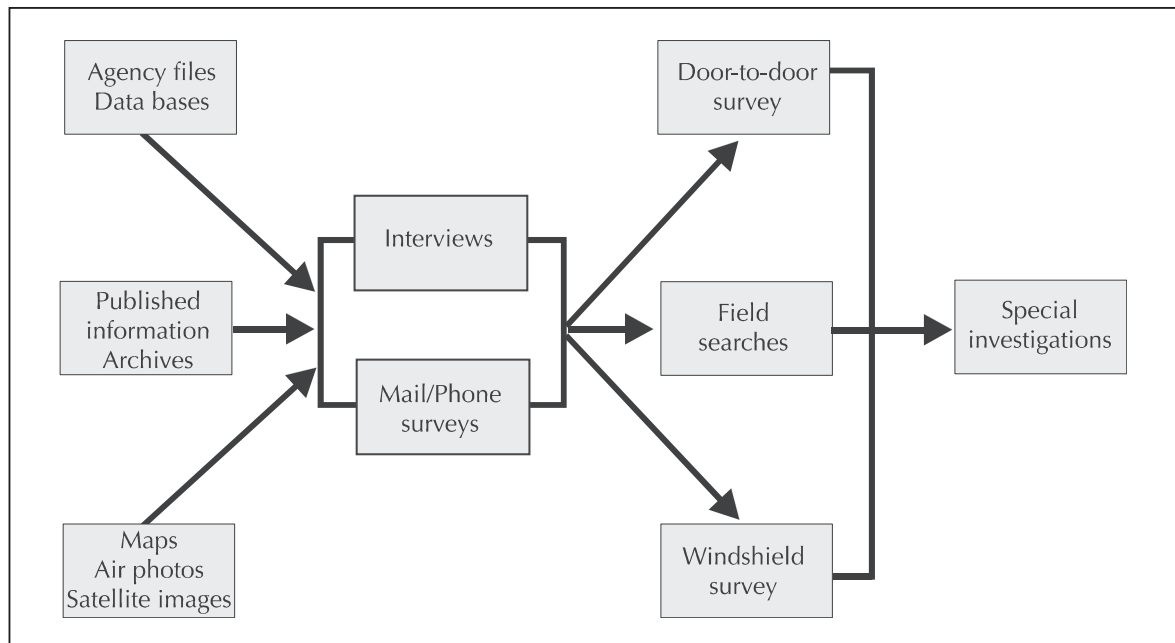 Agency files
Data bases
Published
information
Archives
Maps
Air photos
Satellite images
Interviews
Mail/Phone
surveys
Door-to-door
survey
Field
searches
Windshield
survey
Special
investigations